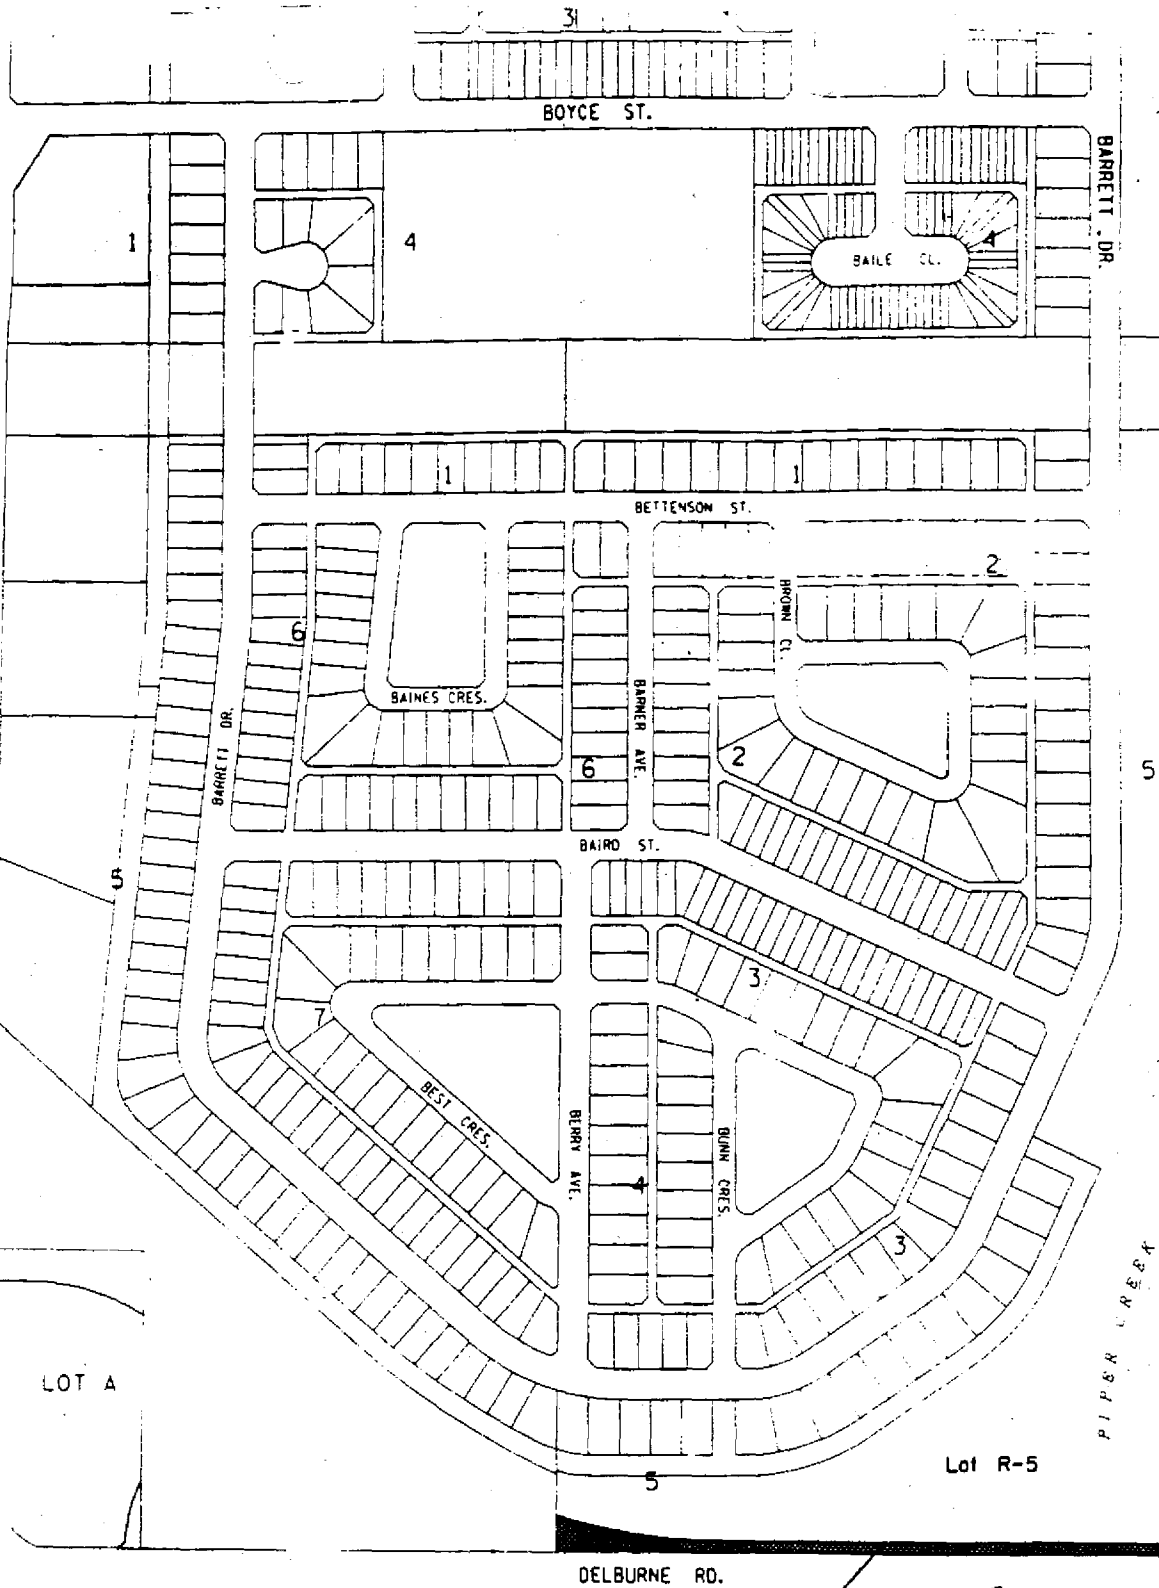 31
BOYCE ST.
BARRETT DR.
1
4
4
BAILE CL.
1
1
BETTENSON ST.
2
BROWN CL.
6
BARNER AVE.
BAINES CRES.
BARRETT DR.
2
6
5
BAIRD ST.
5
3
7
BEST CRES.
BERRY AVE.
BUNN CRES.
4
3
PIPER CREEK
LOT A
Lot R-5
5
DELBURNE RD.